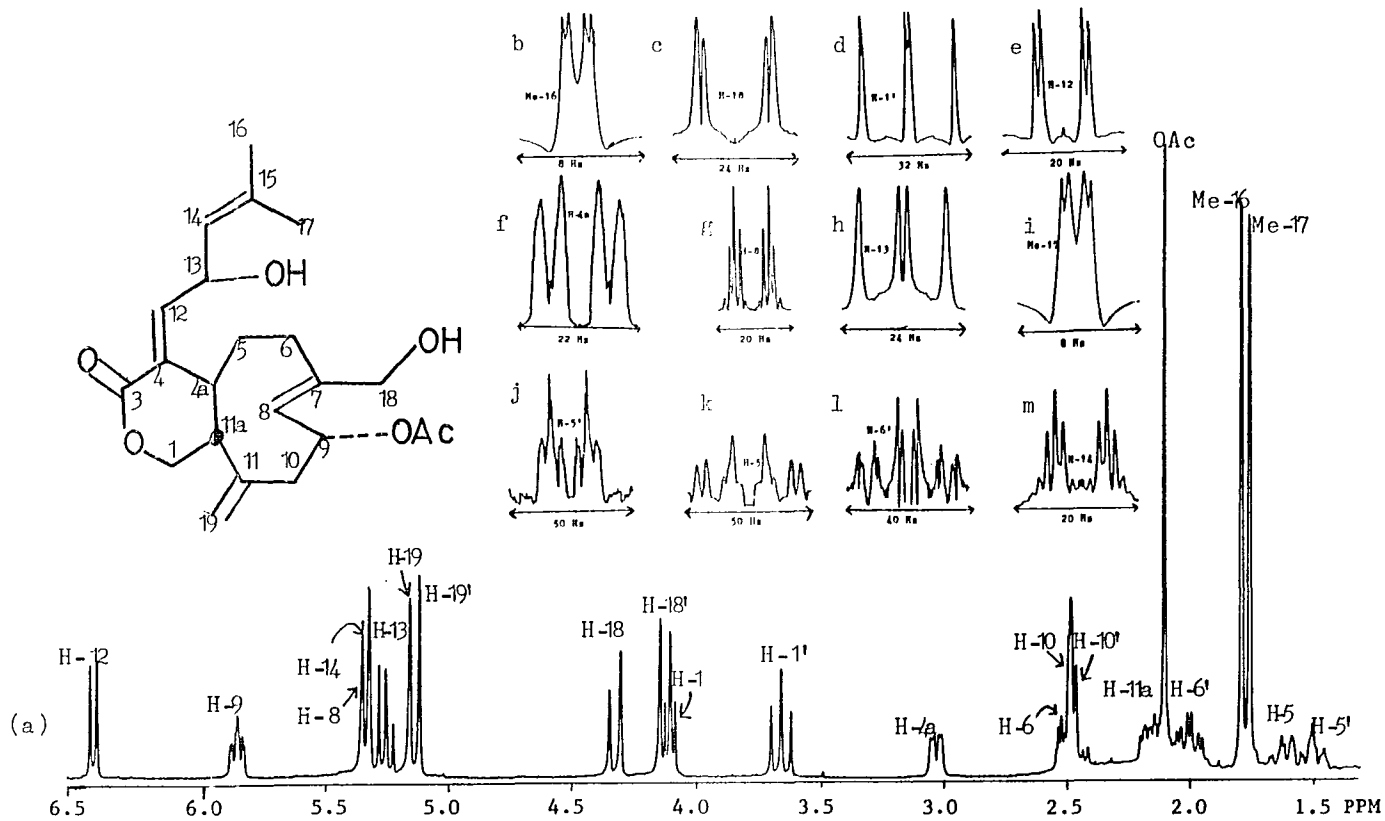 b
c
d
e
Me-16
H-18
H-1'
H-12
8 Hz
24 Hz
32 Hz
20 Hz
OAc
f
g
h
i
H-4a
H-8
H-13
Me-17
22 Hz
20 Hz
24 Hz
8 Hz
Me-16
Me-17
j
k
l
m
H-5'
H-5
H-6'
H-14
50 Hz
50 Hz
40 Hz
20 Hz
16
15
14
17
13
OH
12
O
5
6
OH
4
4a
7
18
3
8
11a
9
OAc
O
1
11
10
19
(a)
H-12
H-9
H-14
H-8
H-13
H-19
H-19'
H-18
H-18'
H-1
H-1'
H-4a
H-6
H-10
H-10'
H-11a
H-6'
H-5
H-5'
6.5 6.0 5.5 5.0 4.5 4.0 3.5 3.0 2.5 2.0 1.5 PPM